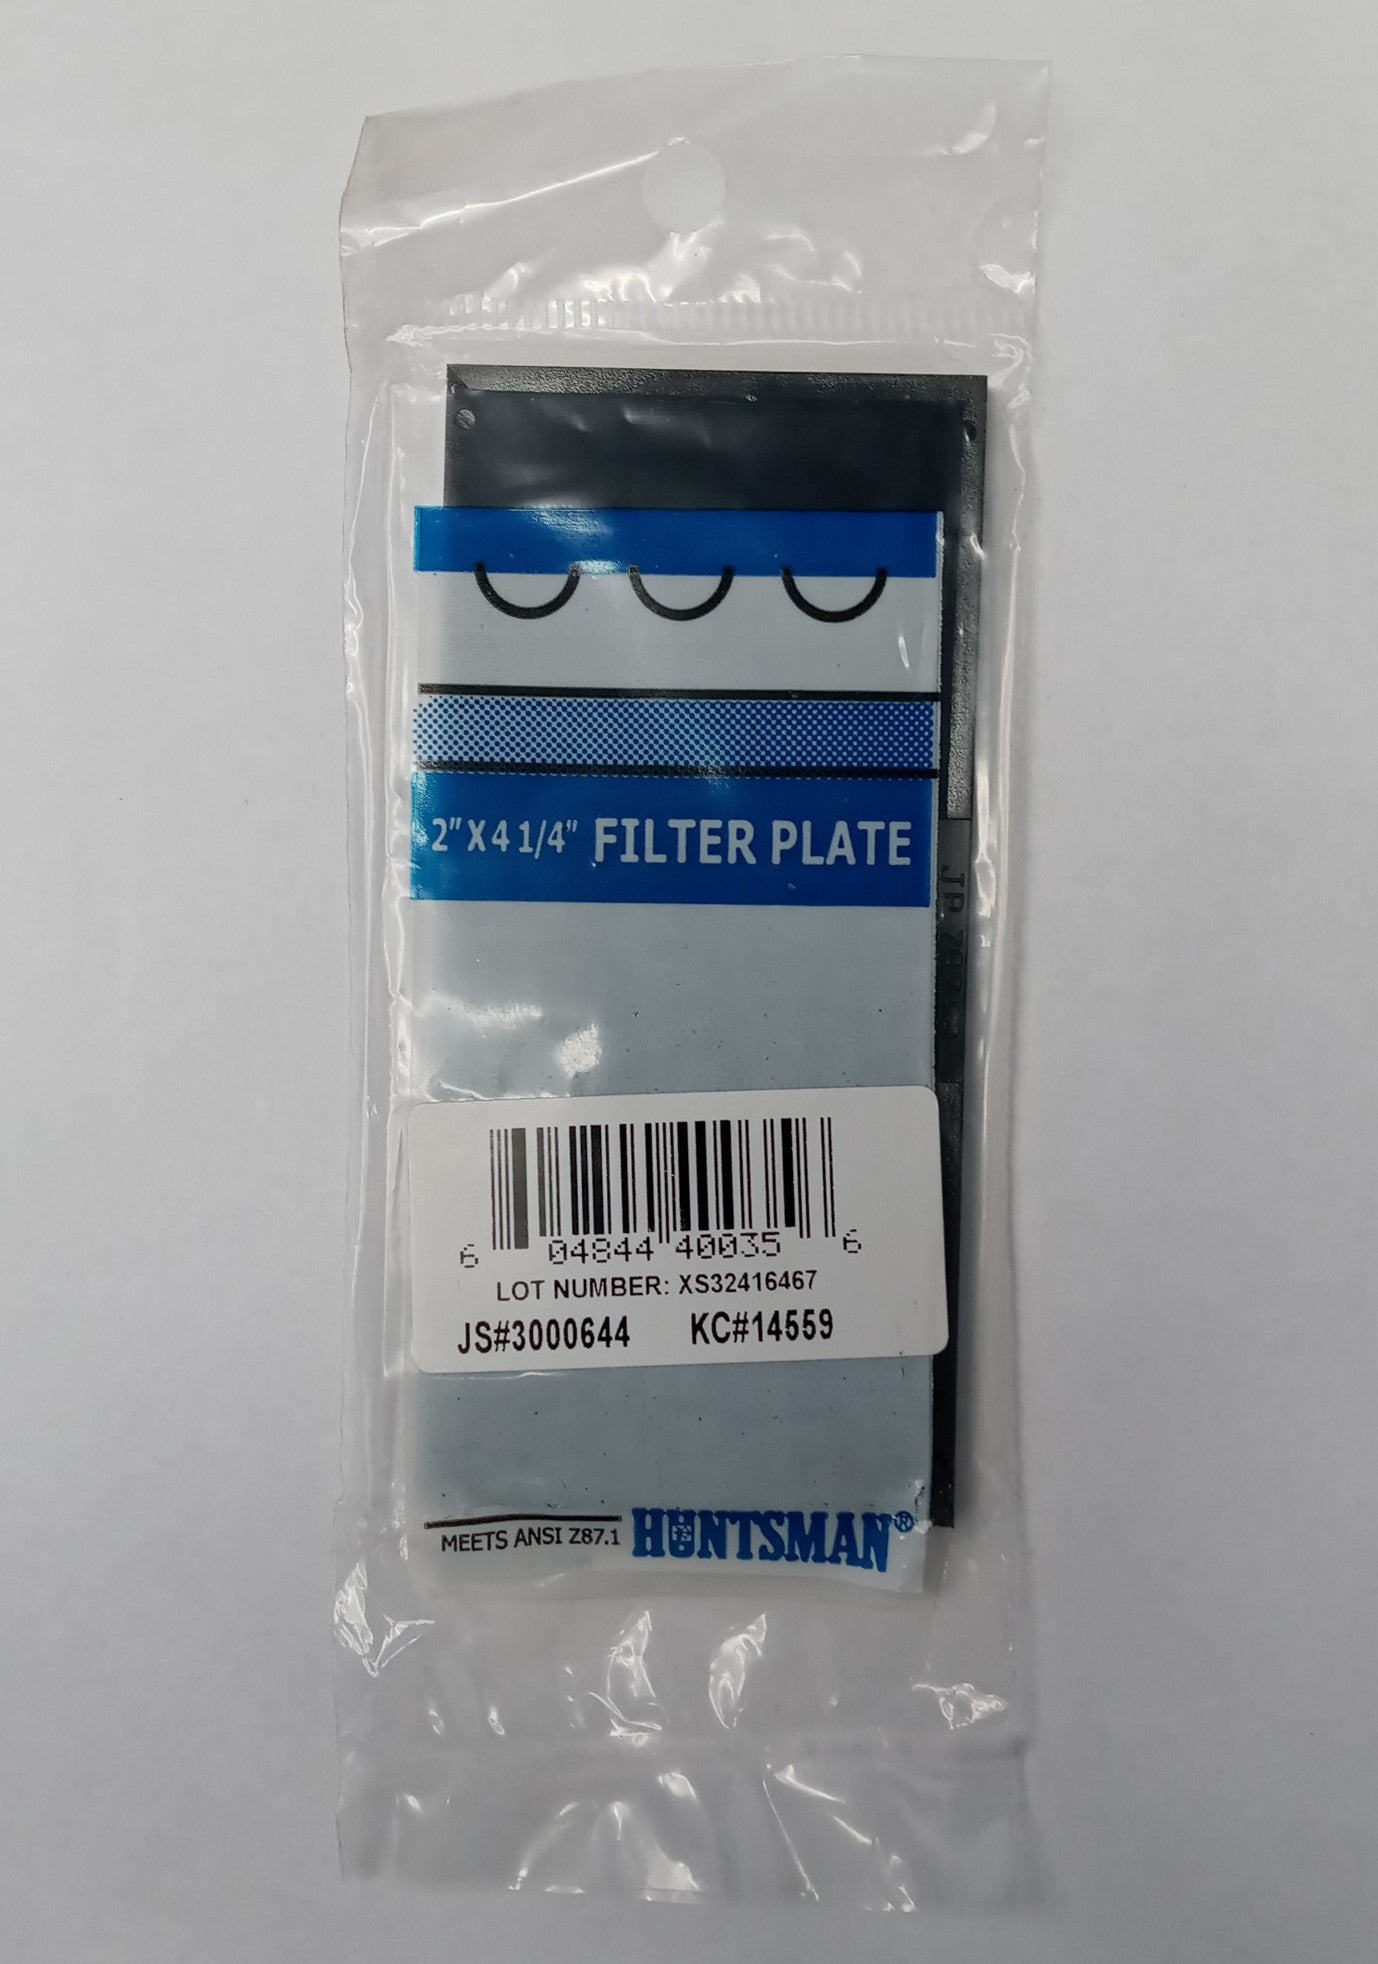 2" X 4 1/4" FILTER PLATE
6 04844 40035 6
LOT NUMBER: XS32416467
JS#3000644 KC#14559
MEETS ANSI Z87.1 HUNTSMAN®